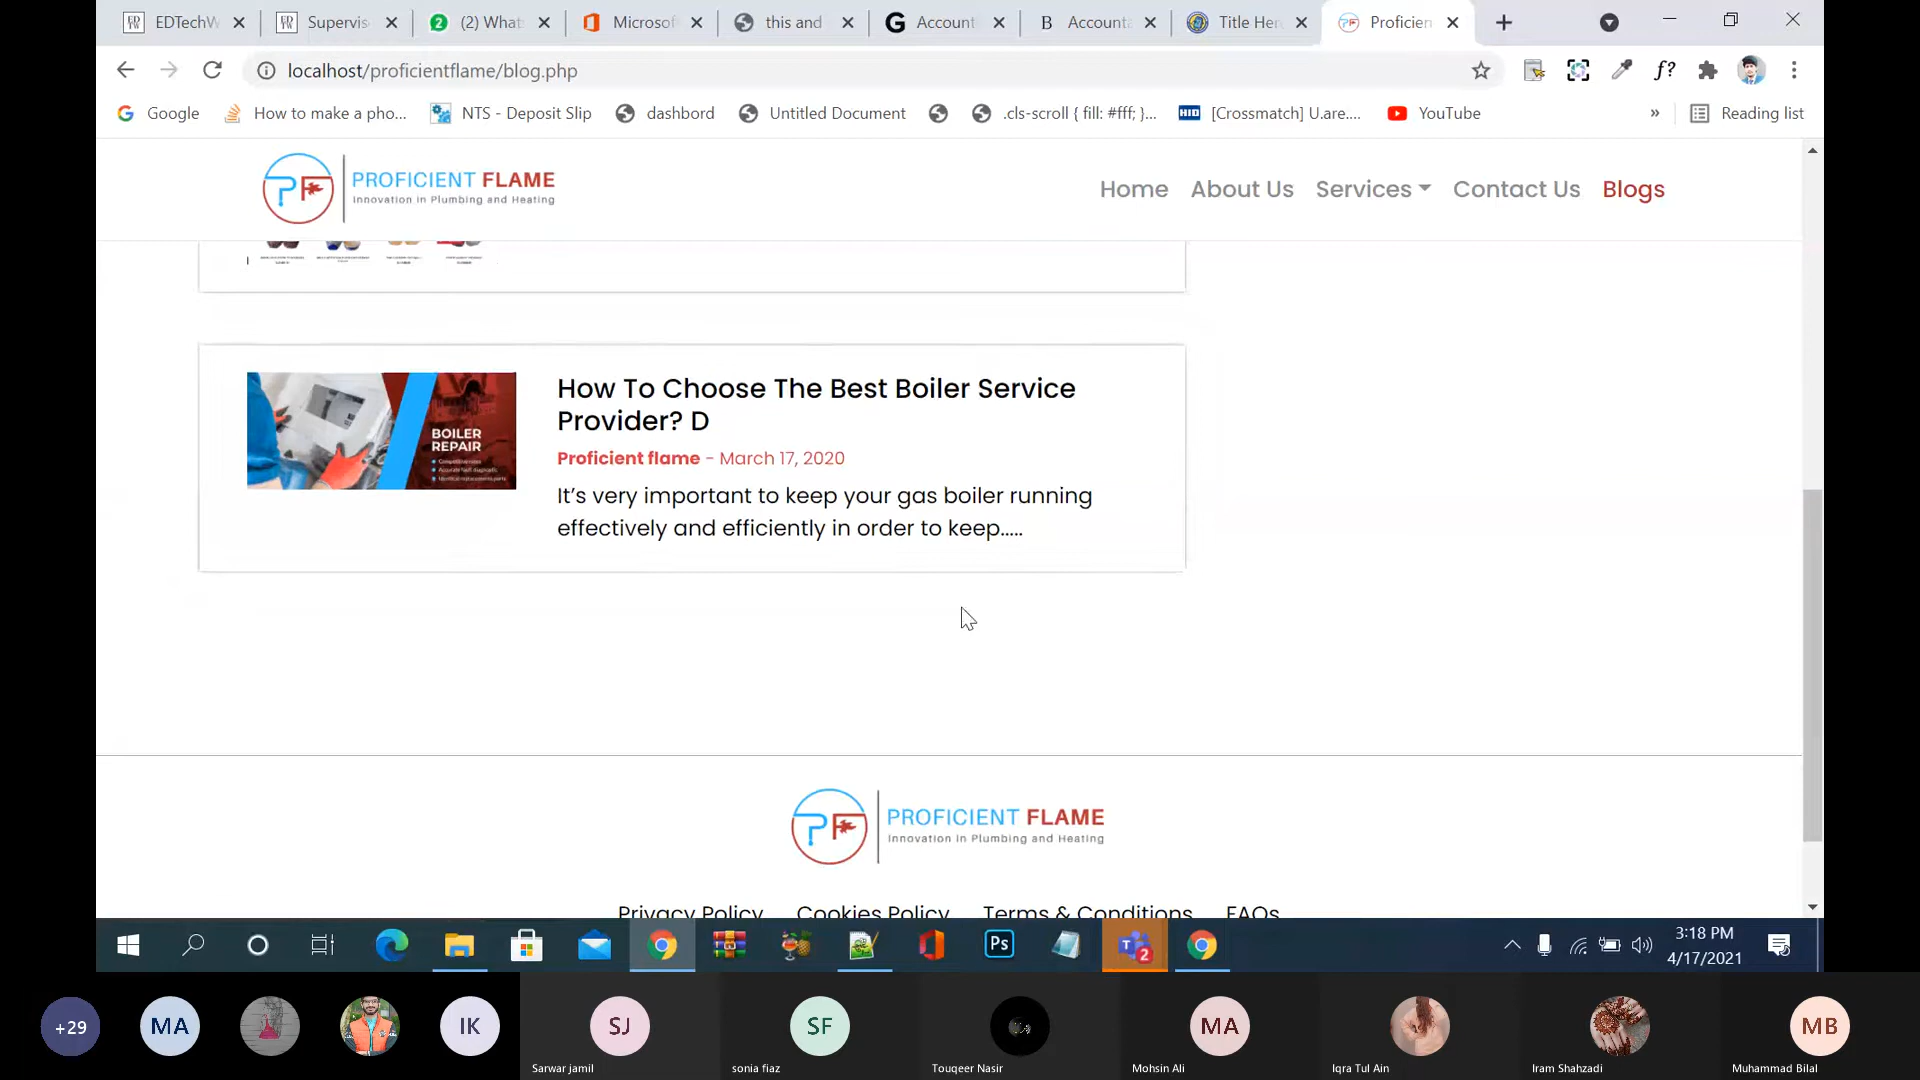 EDTechW
Supervis
(2) What
Microsof
this and
Account
Accounta
Title Her
Proficien
localhost/proficientflame/blog.php
f?
Google
How to make a pho...
NTS - Deposit Slip
dashbord
Untitled Document
.cls-scroll { fill: #fff; }...
HID
[Crossmatch] U.are....
YouTube
»
Reading list
PROFICIENT FLAME
Innovation in Plumbing and Heating
Home
About Us
Services
Contact Us
Blogs
BOILER
REPAIR
How To Choose The Best Boiler Service
Provider? D
Proficient flame - March 17, 2020
It's very important to keep your gas boiler running
effectively and efficiently in order to keep.....
PROFICIENT FLAME
Innovation in Plumbing and Heating
Privacy Policy
Cookies Policy
Terms & Conditions
FAQs
Ps
3:18 PM
4/17/2021
+29
MA
IK
SJ
SF
MA
MB
Sarwar jamil
sonia fiaz
Touqeer Nasir
Mohsin Ali
Iqra Tul Ain
Iram Shahzadi
Muhammad Bilal